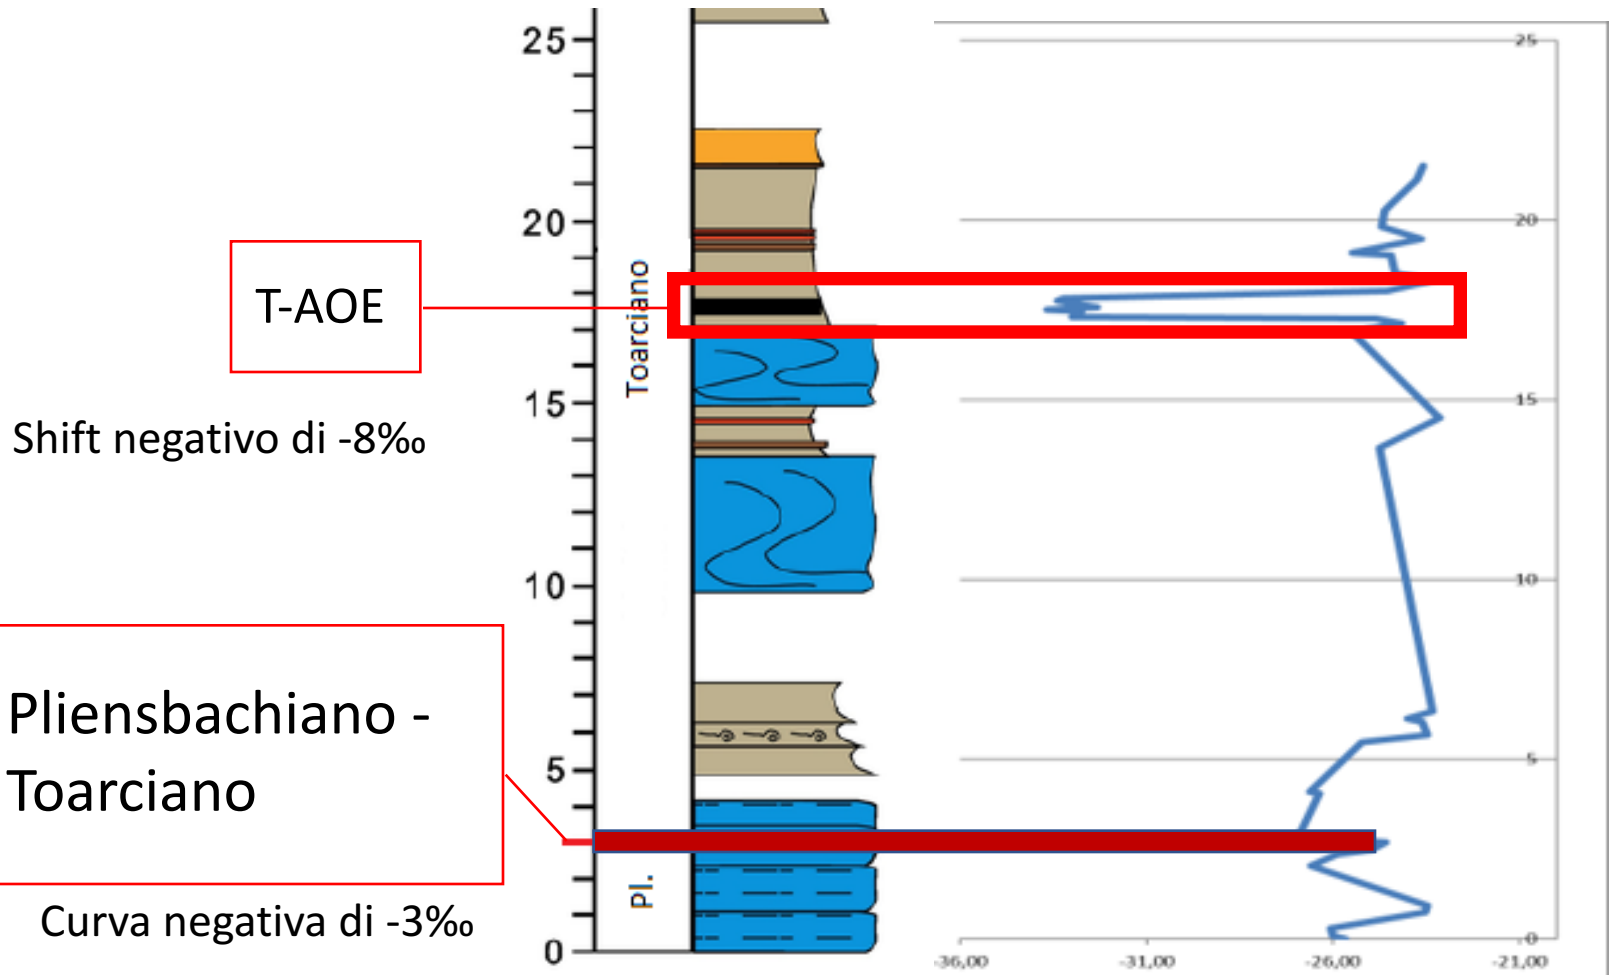 25
20
15
10
5
0
Toarciano
Pl.
T-AOE
Shift negativo di -8‰
Pliensbachiano -
Toarciano
Curva negativa di -3‰
25
20
15
10
5
0
-36,00 -31,00 -26,00 -21,00